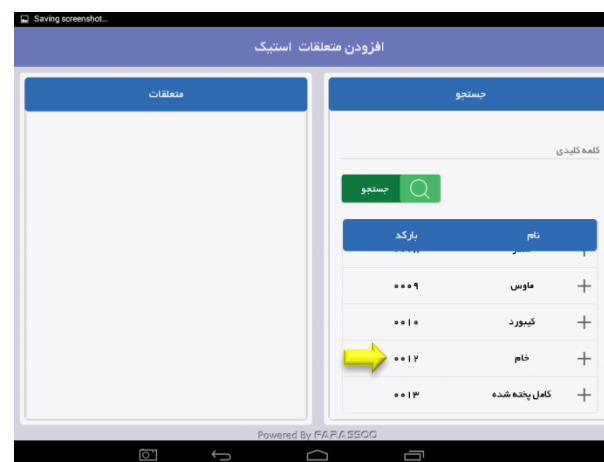 Saving screenshot...
افزودن متعلقات استیک
جستجو
کلمه کلیدی
جستجو
نام بارکد
ماوس ۰۰۰۹
کیبورد ۰۰۱۰
خام ۰۰۱۲
کامل پخته شده ۰۰۱۳
متعلقات
Powered By FARASSOO